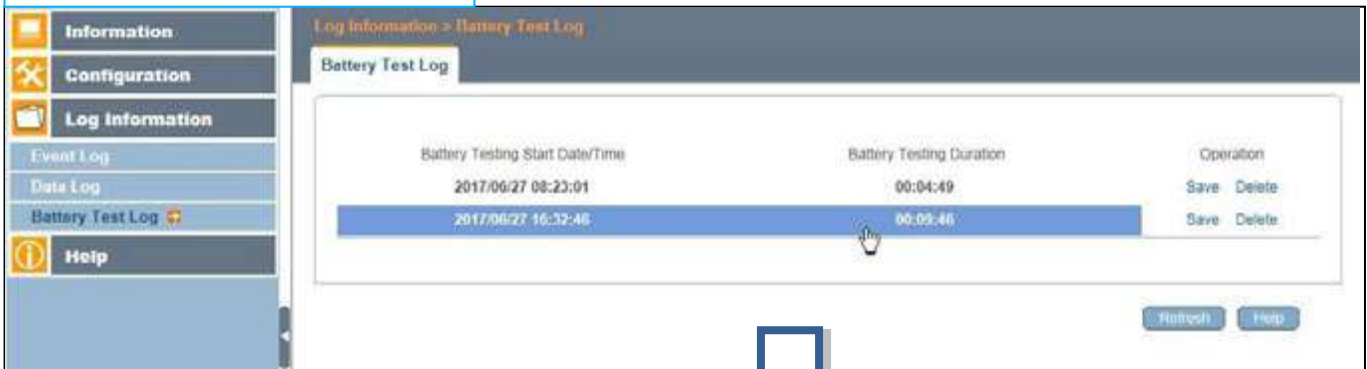 Information
Configuration
Log Information
Event Log
Data Log
Battery Test Log
Help
Log Information > Battery Test Log
Battery Test Log
Battery Testing Start Date/Time Battery Testing Duration Operation
2017/06/27 08:23:01 00:04:49 Save Delete
2017/06/27 16:32:46 00:09:46 Save Delete
Refresh Help